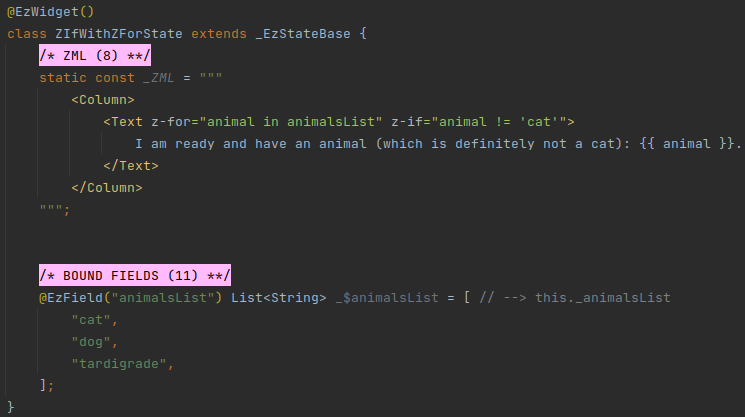 @EzWidget()
class ZIfWithZForState extends _EzStateBase {
/* ZML (8) **/
static const _ZML = """
<Column>
<Text z-for="animal in animalsList" z-if="animal != 'cat'">
I am ready and have an animal (which is definitely not a cat): {{ animal }}.
</Text>
</Column>
""";
/* BOUND FIELDS (11) **/
@EzField("animalsList") List<String> _$animalsList = [ // --> this._animalsList
"cat",
"dog",
"tardigrade",
];
}